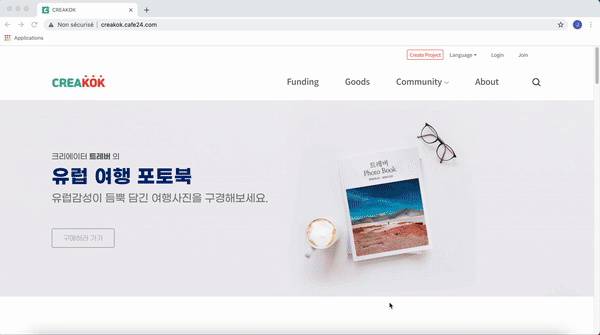 CREAKOK
Non sécurisé | creakok.cafe24.com
Applications
Create Project Language Login Join
CREAKOK Funding Goods Community About
크리에이터 트레버 의
유럽 여행 포토북
유럽감성이 듬뿍 담긴 여행사진을 구경해보세요.
구매하러 가기
트레버
Photo Book